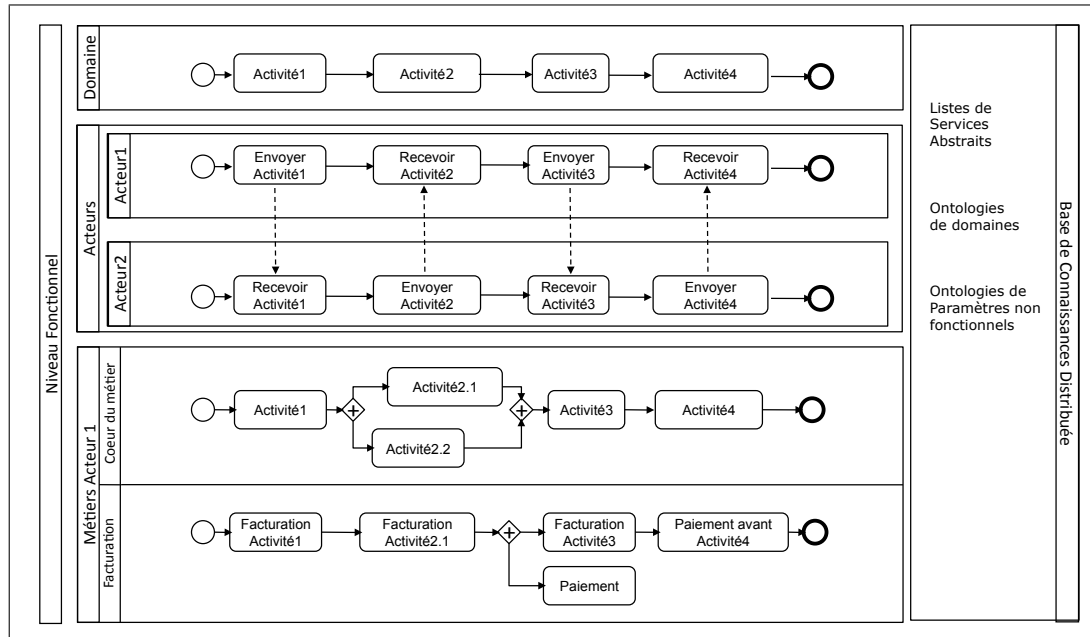 Niveau Fonctionnel
Domaine
Activité1
Activité2
Activité3
Activité4
Acteurs
Acteur1
Envoyer
Activité1
Recevoir
Activité2
Envoyer
Activité3
Recevoir
Activité4
Acteur2
Recevoir
Activité1
Envoyer
Activité2
Recevoir
Activité3
Envoyer
Activité4
Métiers Acteur 1
Coeur du métier
Activité1
Activité2.1
Activité2.2
Activité3
Activité4
Facturation
Facturation
Activité1
Facturation
Activité2.1
Facturation
Activité3
Paiement avant
Activité4
Paiement
Listes de
Services
Abstraits
Ontologies
de domaines
Ontologies de
Paramètres non
fonctionnels
Base de Connaissances Distribuée